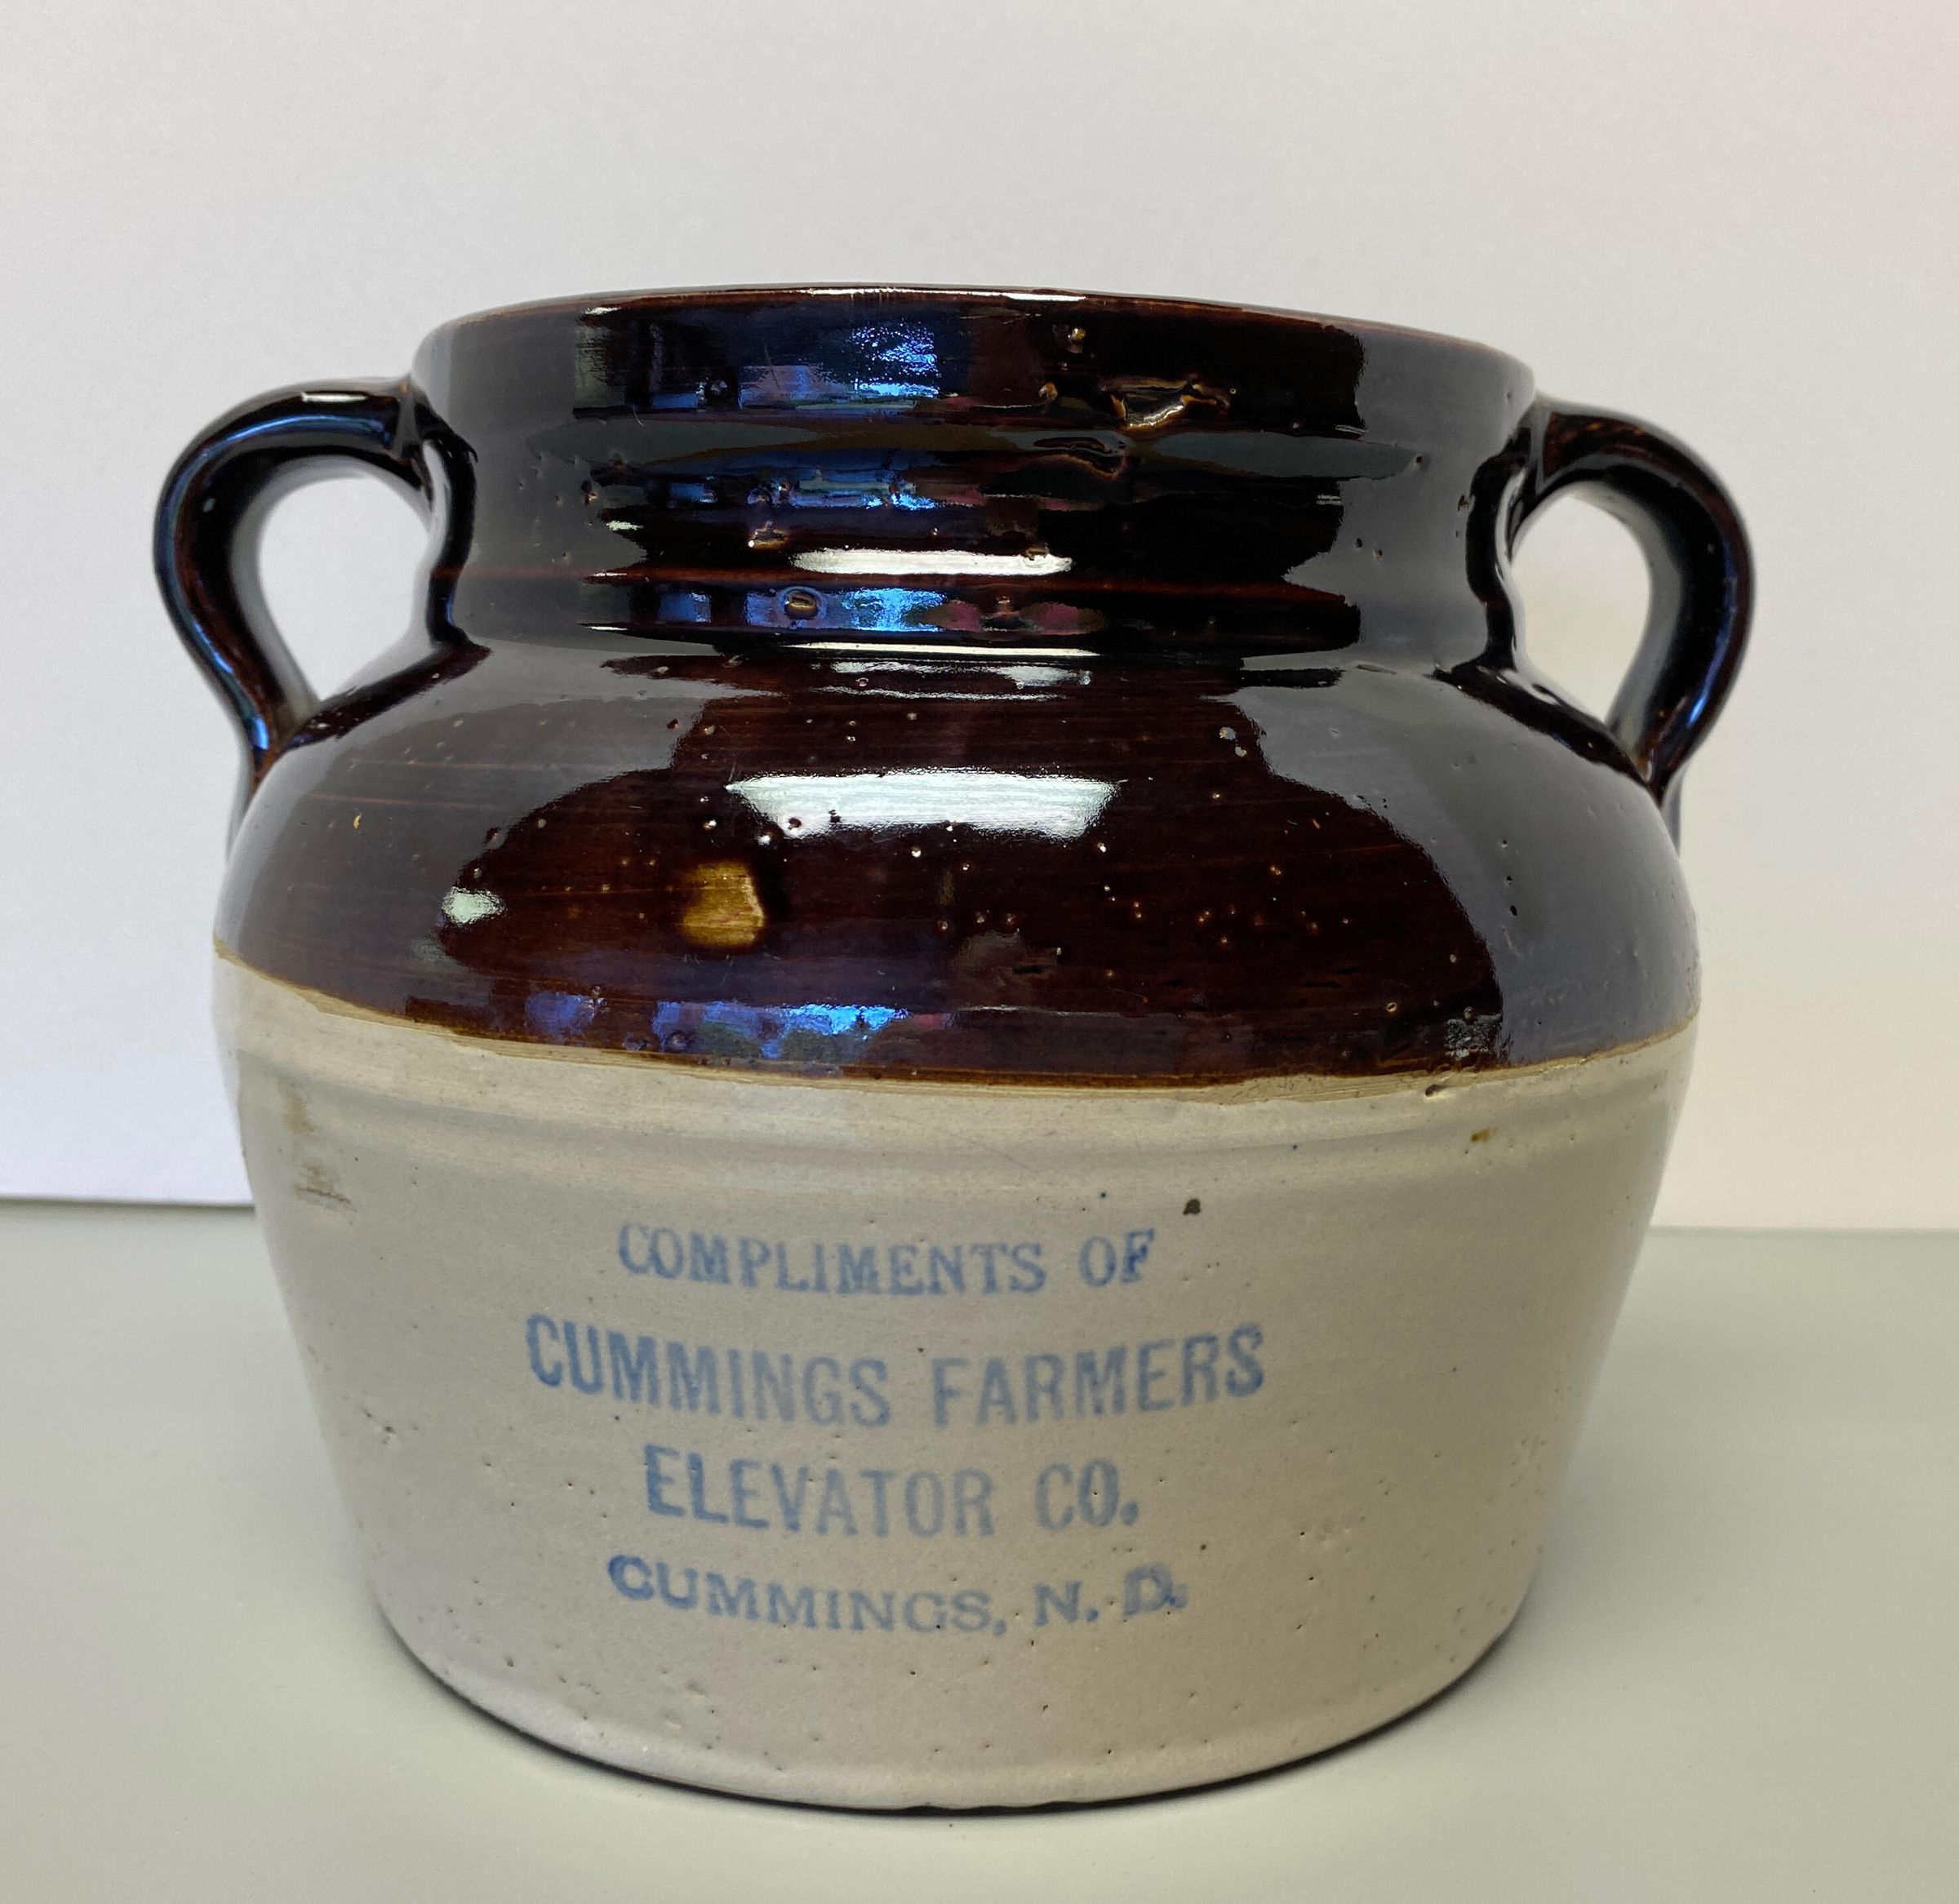 COMPLIMENTS OF
CUMMINGS FARMERS
ELEVATOR CO.
CUMMINGS, N. D.